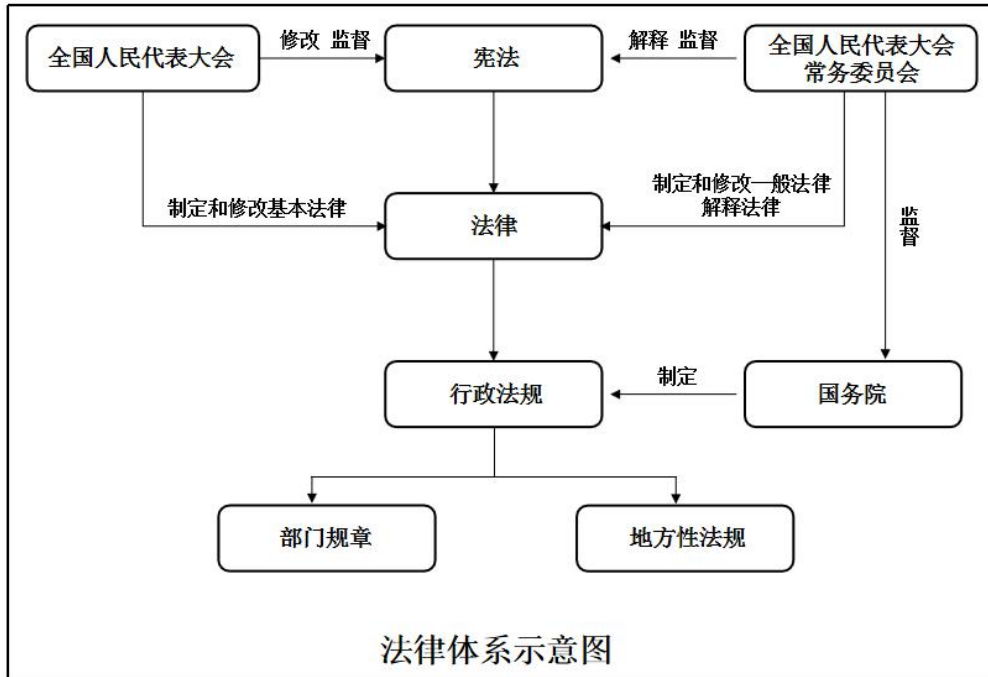 全国人民代表大会
修改 监督
宪法
解释 监督
全国人民代表大会
常务委员会
制定和修改基本法律
法律
制定和修改一般法律
解释法律
监
督
行政法规
制定
国务院
部门规章
地方性法规
法律体系示意图